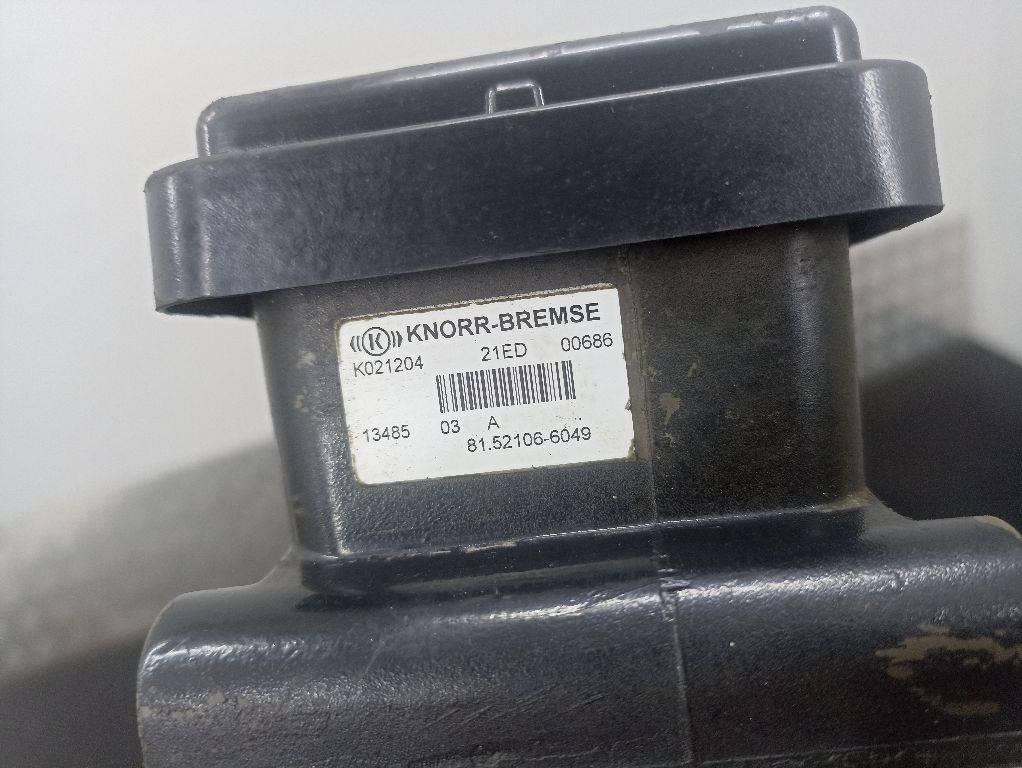 ((K)) KNORR-BREMSE
K021204 21ED 00686
13485 03 A
81.52106-6049